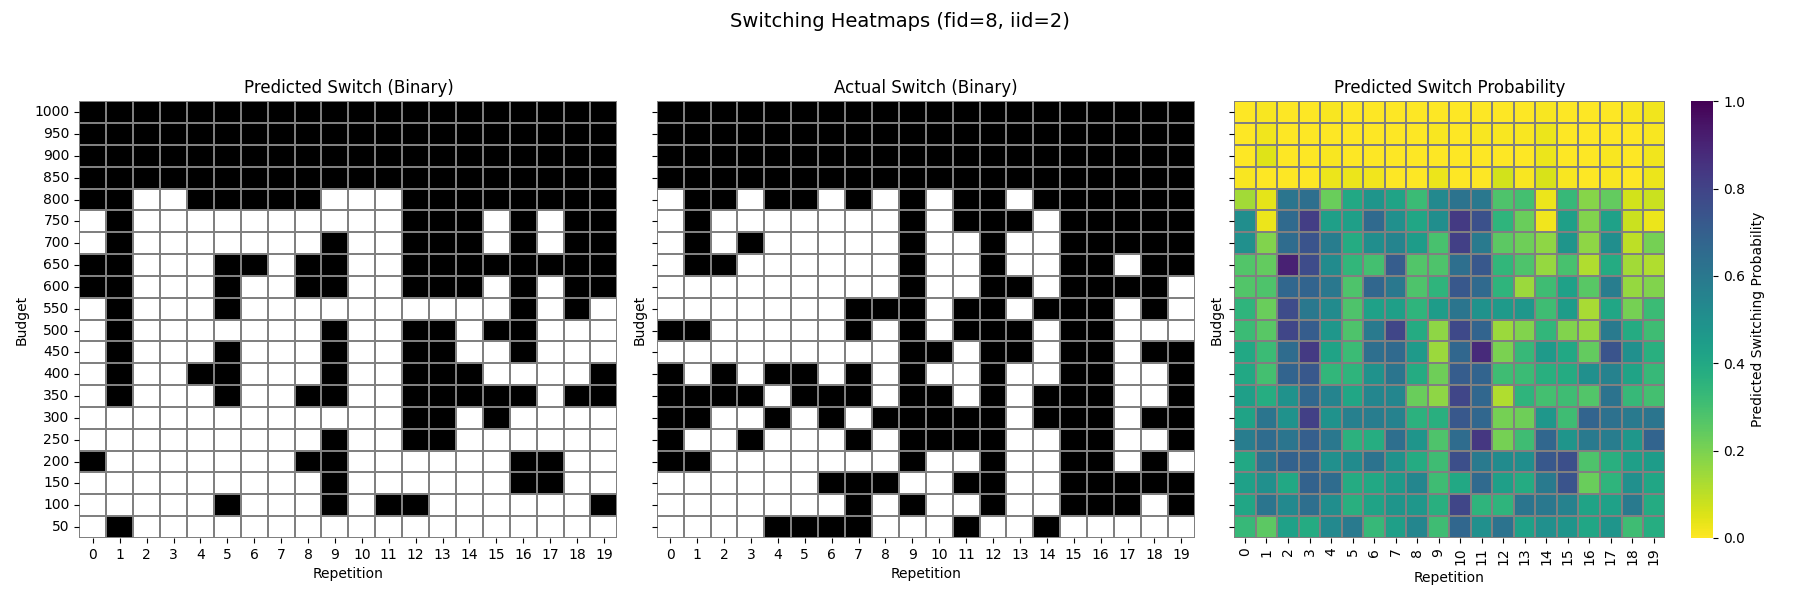 Switching Heatmaps (fid=8, iid=2)
Predicted Switch (Binary)
Budget
1000
950
900
850
800
750
700
650
600
550
500
450
400
350
300
250
200
150
100
50
0 1 2 3 4 5 6 7 8 9 10 11 12 13 14 15 16 17 18 19
Repetition
Actual Switch (Binary)
Budget
0 1 2 3 4 5 6 7 8 9 10 11 12 13 14 15 16 17 18 19
Repetition
Predicted Switch Probability
Budget
0 1 2 3 4 5 6 7 8 9 10 11 12 13 14 15 16 17 18 19
Repetition
1.0
0.8
0.6
0.4
0.2
0.0
Predicted Switching Probability